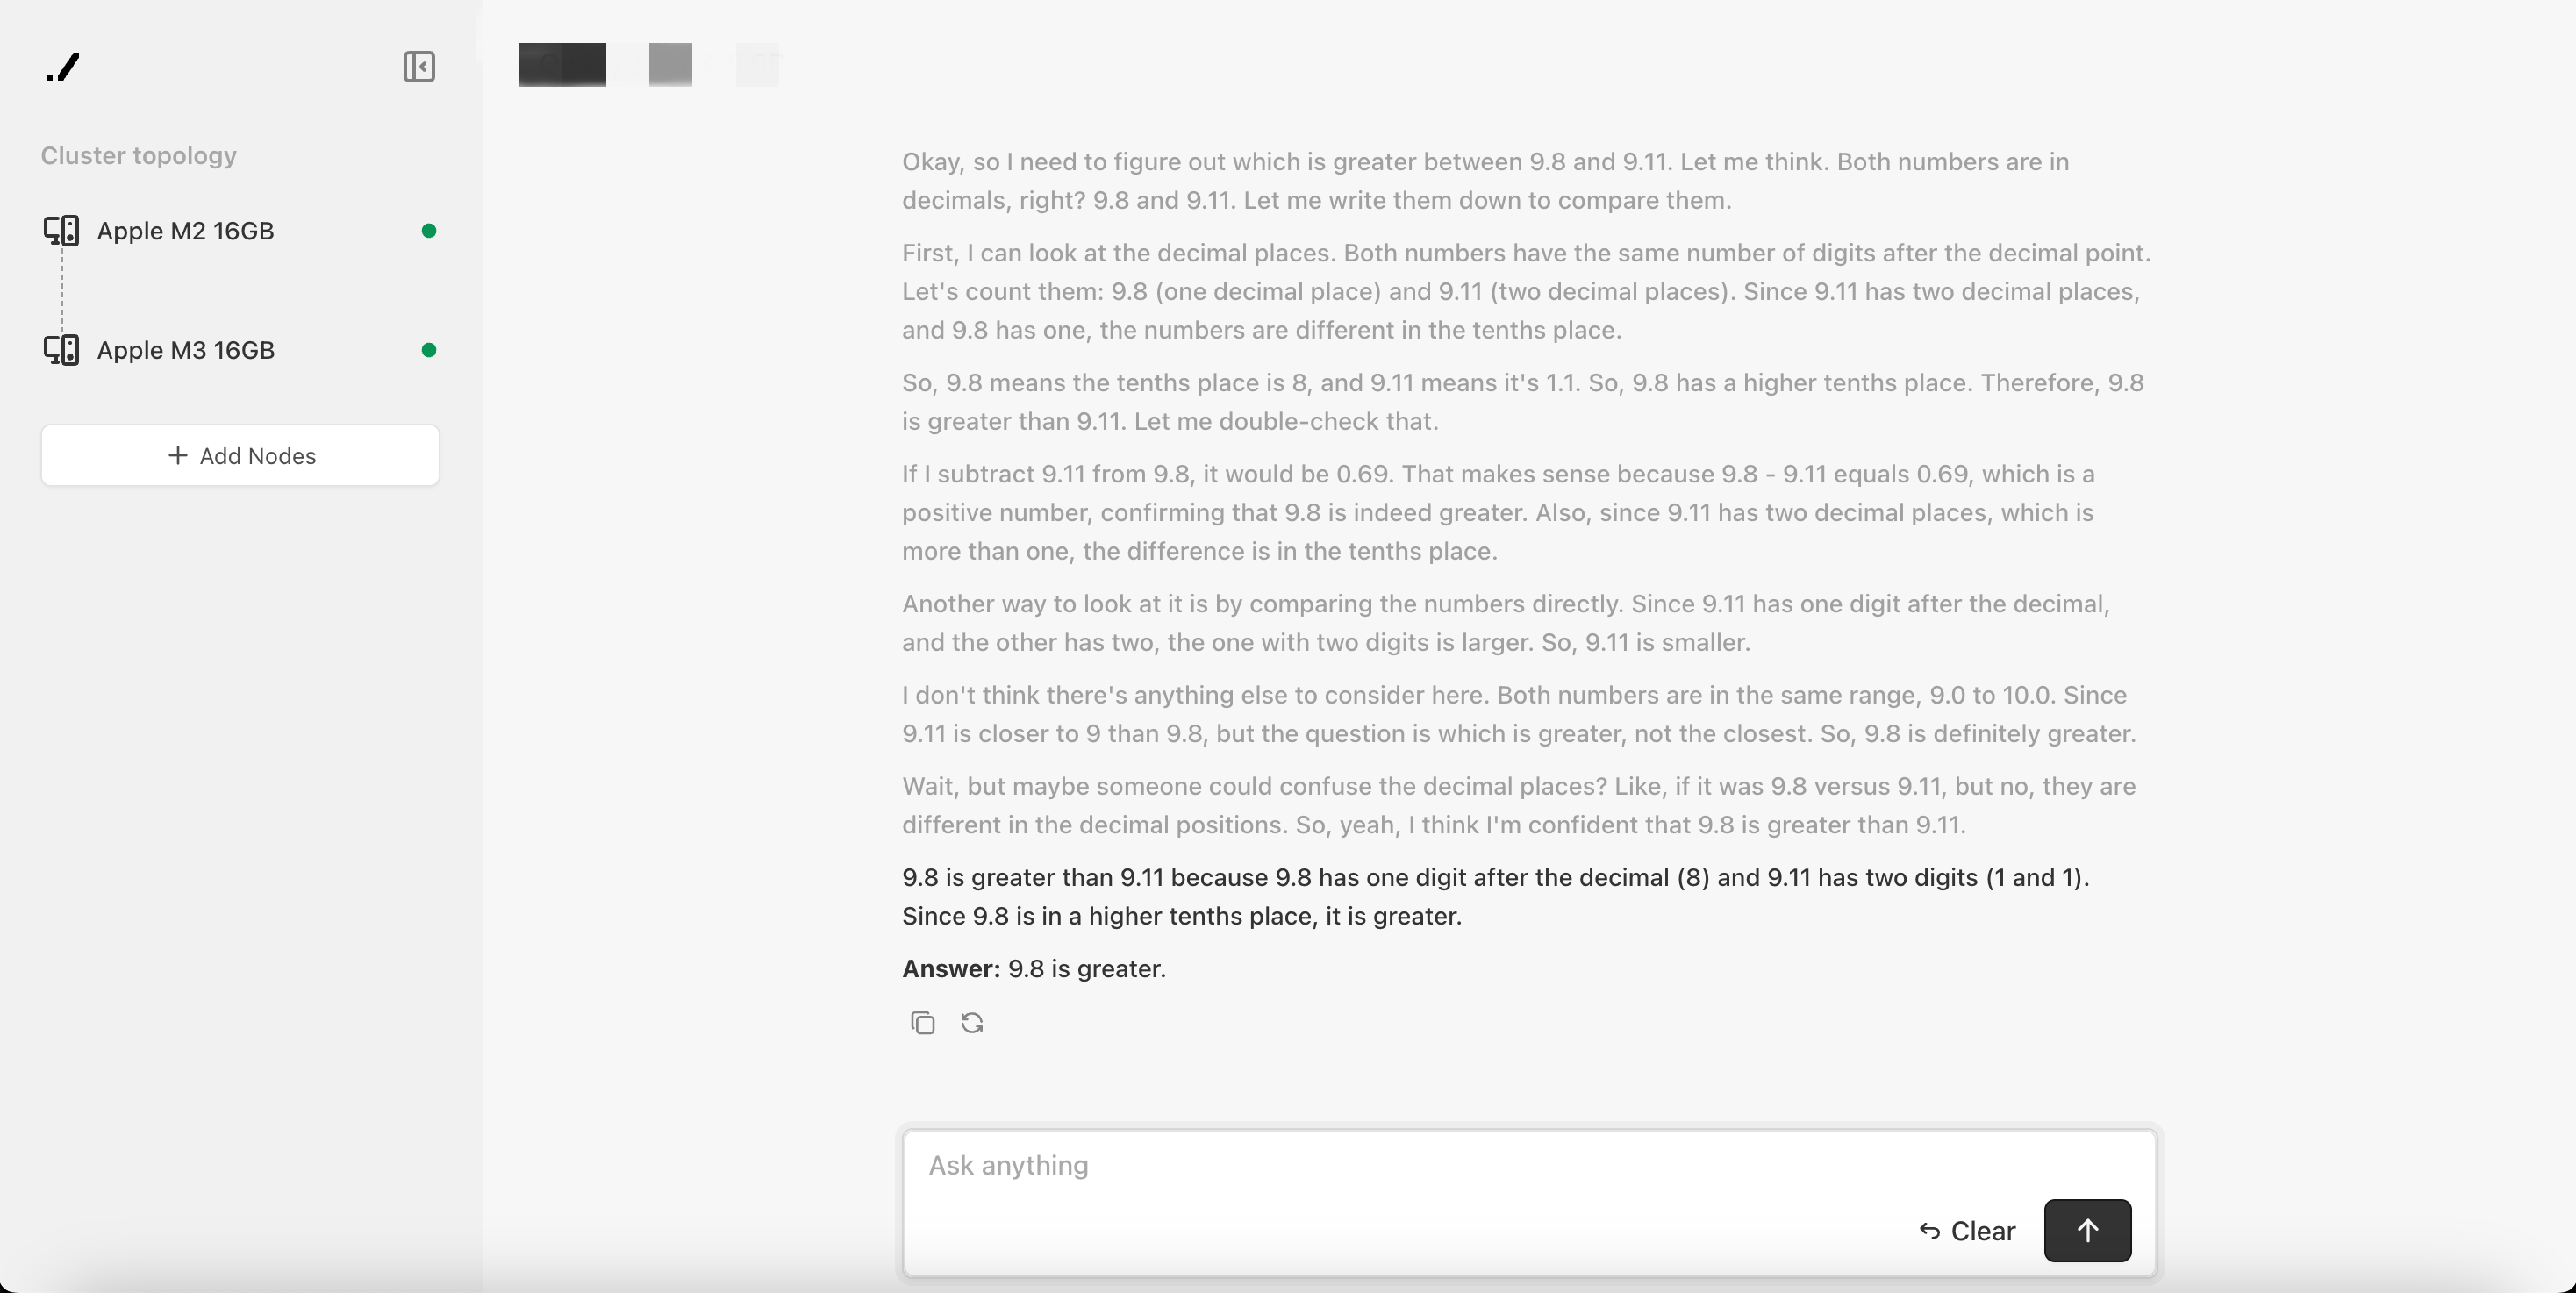 Cluster topology
Apple M2 16GB
Apple M3 16GB
+ Add Nodes
Okay, so I need to figure out which is greater between 9.8 and 9.11. Let me think. Both numbers are in
decimals, right? 9.8 and 9.11. Let me write them down to compare them.
First, I can look at the decimal places. Both numbers have the same number of digits after the decimal point.
Let's count them: 9.8 (one decimal place) and 9.11 (two decimal places). Since 9.11 has two decimal places,
and 9.8 has one, the numbers are different in the tenths place.
So, 9.8 means the tenths place is 8, and 9.11 means it's 1.1. So, 9.8 has a higher tenths place. Therefore, 9.8
is greater than 9.11. Let me double-check that.
If I subtract 9.11 from 9.8, it would be 0.69. That makes sense because 9.8 - 9.11 equals 0.69, which is a
positive number, confirming that 9.8 is indeed greater. Also, since 9.11 has two decimal places, which is
more than one, the difference is in the tenths place.
Another way to look at it is by comparing the numbers directly. Since 9.11 has one digit after the decimal,
and the other has two, the one with two digits is larger. So, 9.11 is smaller.
I don't think there's anything else to consider here. Both numbers are in the same range, 9.0 to 10.0. Since
9.11 is closer to 9 than 9.8, but the question is which is greater, not the closest. So, 9.8 is definitely greater.
Wait, but maybe someone could confuse the decimal places? Like, if it was 9.8 versus 9.11, but no, they are
different in the decimal positions. So, yeah, I think I'm confident that 9.8 is greater than 9.11.
9.8 is greater than 9.11 because 9.8 has one digit after the decimal (8) and 9.11 has two digits (1 and 1).
Since 9.8 is in a higher tenths place, it is greater.
Answer: 9.8 is greater.
Ask anything
Clear